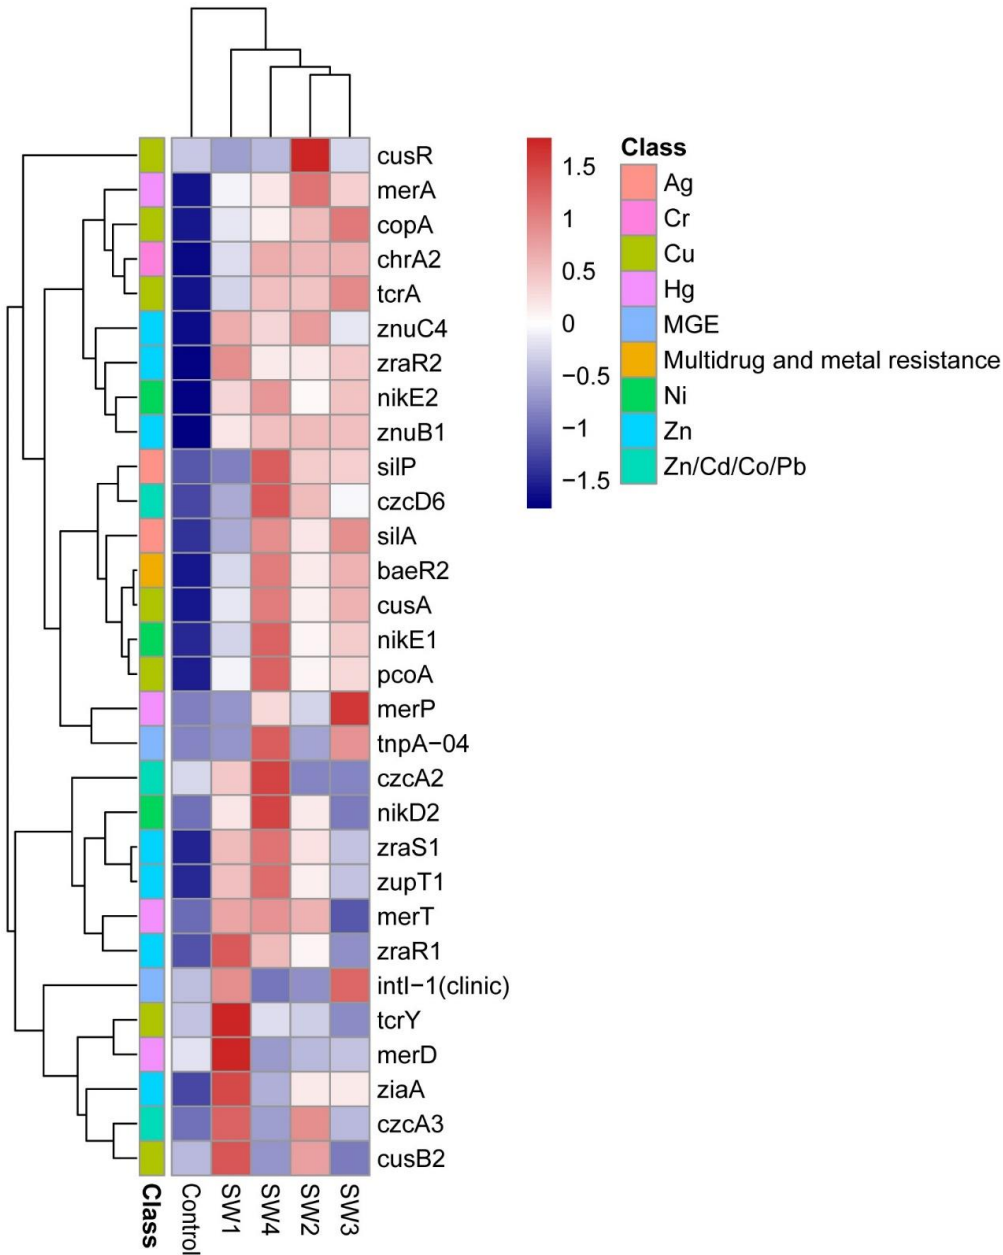 cusR
merA
copA
chrA2
tcrA
znuC4
zraR2
nikE2
znuB1
silP
czcD6
silA
baeR2
cusA
nikE1
pcoA
merP
tnpA−04
czcA2
nikD2
zraS1
zupT1
merT
zraR1
intI−1(clinic)
tcrY
merD
ziaA
czcA3
cusB2
Class
Control
SW1
SW4
SW2
SW3
1.5
1
0.5
0
−0.5
−1
−1.5
Class
Ag
Cr
Cu
Hg
MGE
Multidrug and metal resistance
Ni
Zn
Zn/Cd/Co/Pb